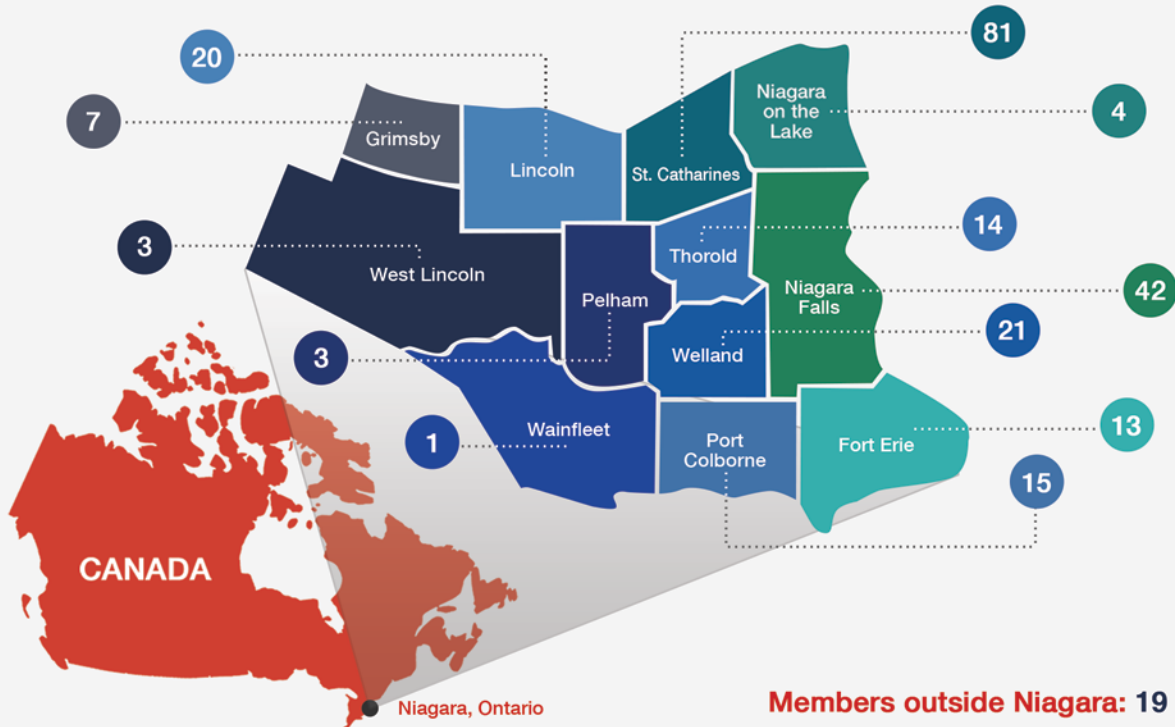 81
20
Niagara
on the
Lake
4
7
Grimsby
Lincoln
St. Catharines
14
3
Thorold
West Lincoln
Niagara
Falls
42
Pelham
21
3
Welland
13
1
Wainfleet
Port
Colborne
Fort Erie
15
CANADA
Niagara, Ontario
Members outside Niagara: 19